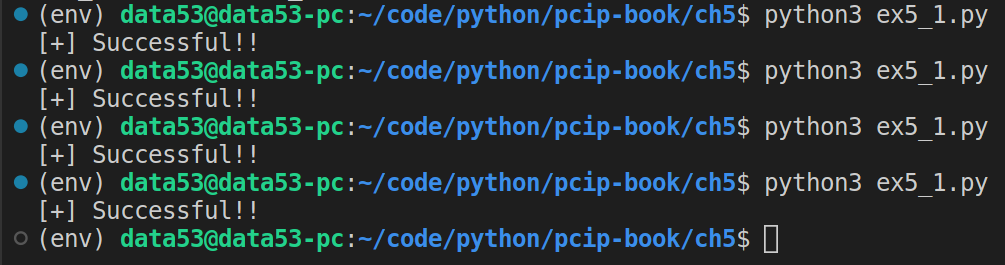 (env) data53@data53-pc:~/code/python/pcip-book/ch5$ python3 ex5_1.py
[+] Successful!!
(env) data53@data53-pc:~/code/python/pcip-book/ch5$ python3 ex5_1.py
[+] Successful!!
(env) data53@data53-pc:~/code/python/pcip-book/ch5$ python3 ex5_1.py
[+] Successful!!
(env) data53@data53-pc:~/code/python/pcip-book/ch5$ python3 ex5_1.py
[+] Successful!!
(env) data53@data53-pc:~/code/python/pcip-book/ch5$